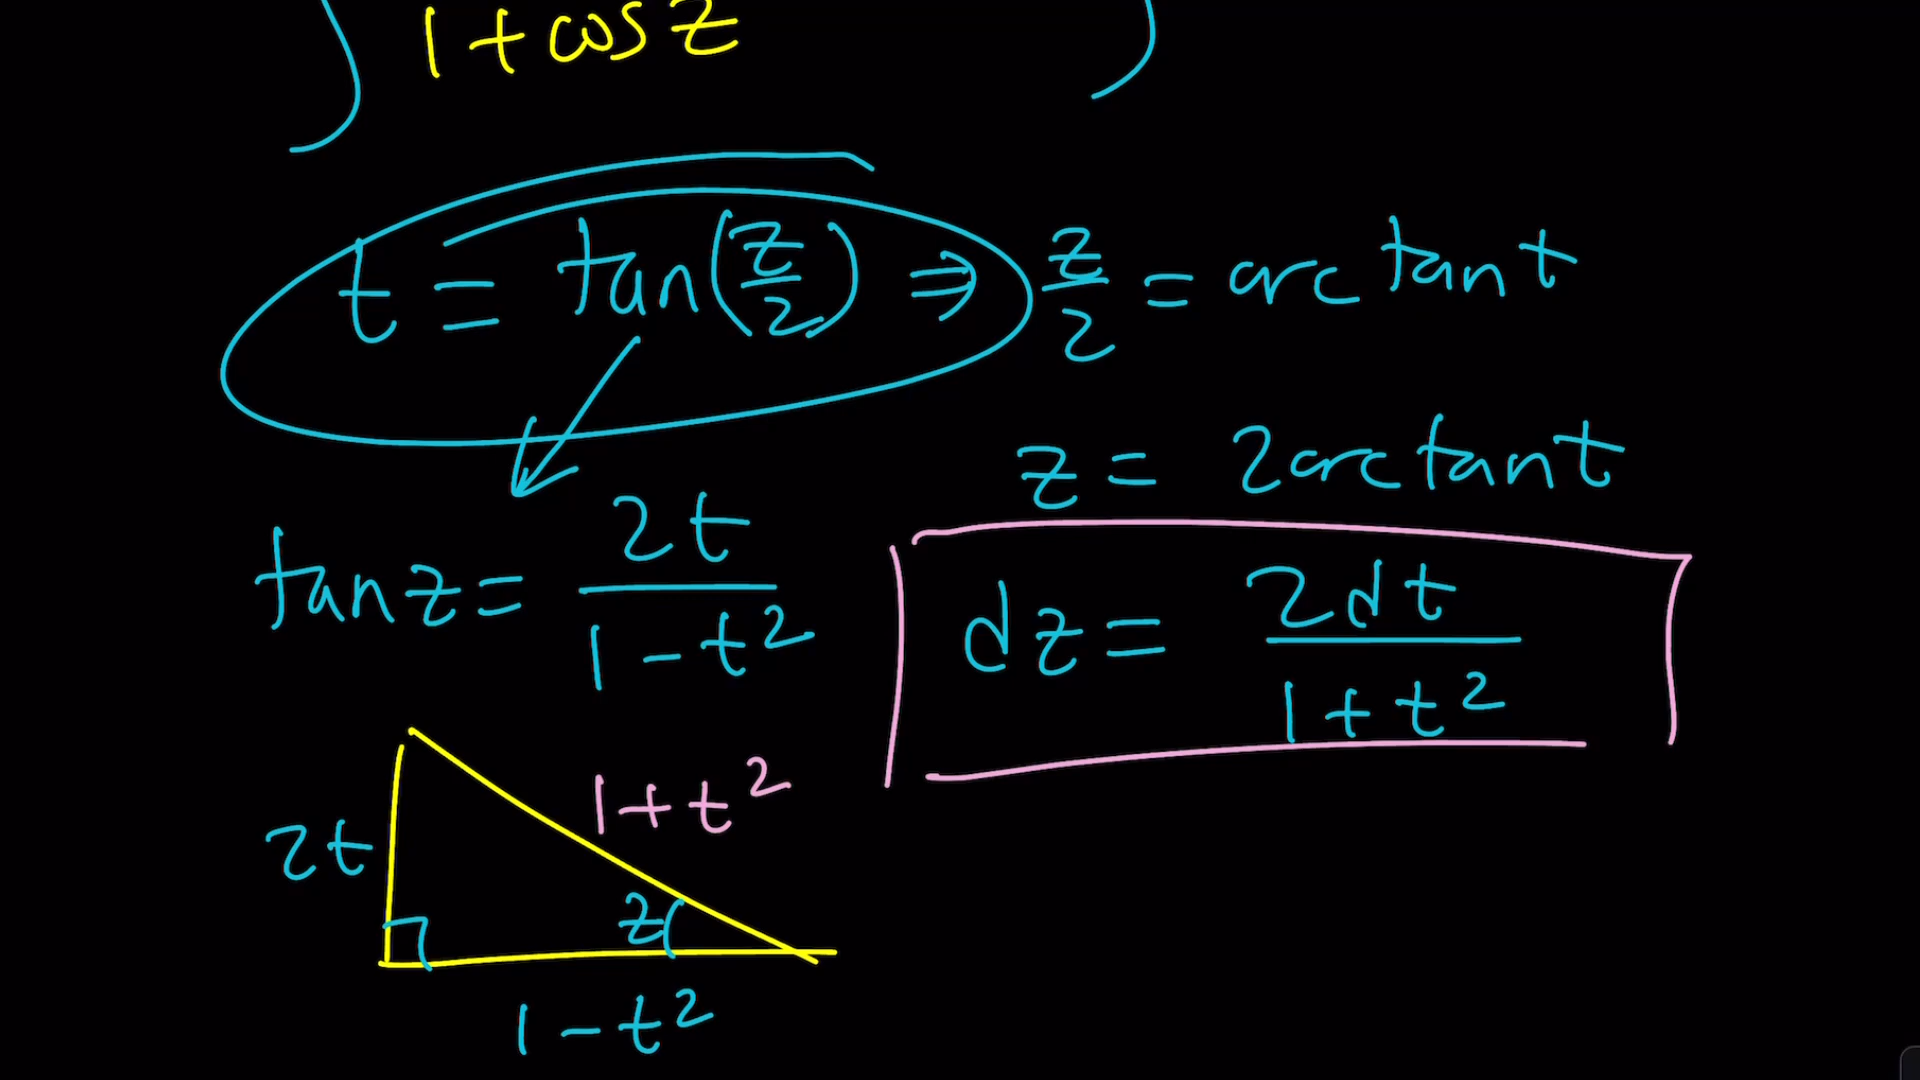 ∫ 1 + cos z ∫
t = tan(z/2) ⇒ z/2 = arctan t
z = 2arctan t
tan z = 2t/(1 - t²)
dz = 2dt/(1 + t²)
1 + t²
2t
z
1 - t²